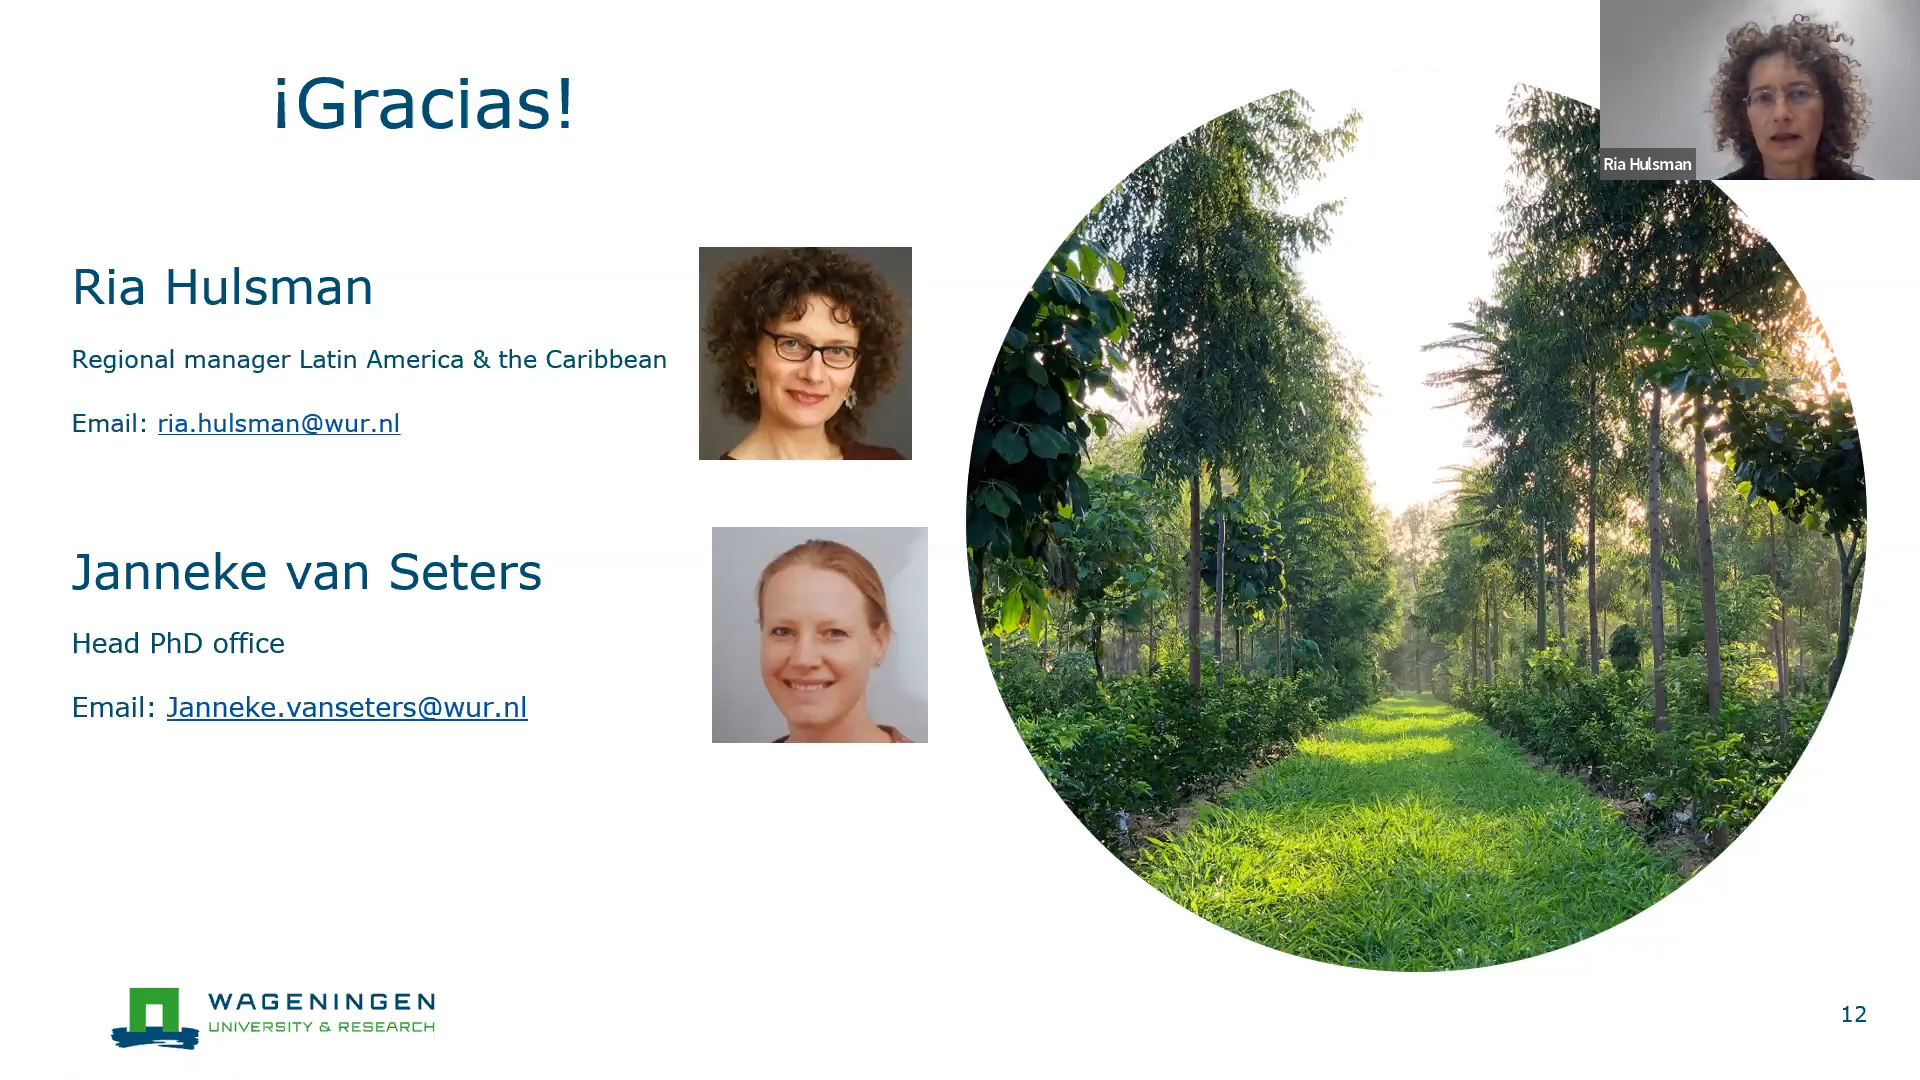 ¡Gracias!
Ria Hulsman
Ria Hulsman
Regional manager Latin America & the Caribbean
Email: ria.hulsman@wur.nl
Janneke van Seters
Head PhD office
Email: Janneke.vanseters@wur.nl
WAGENINGEN
UNIVERSITY & RESEARCH
12